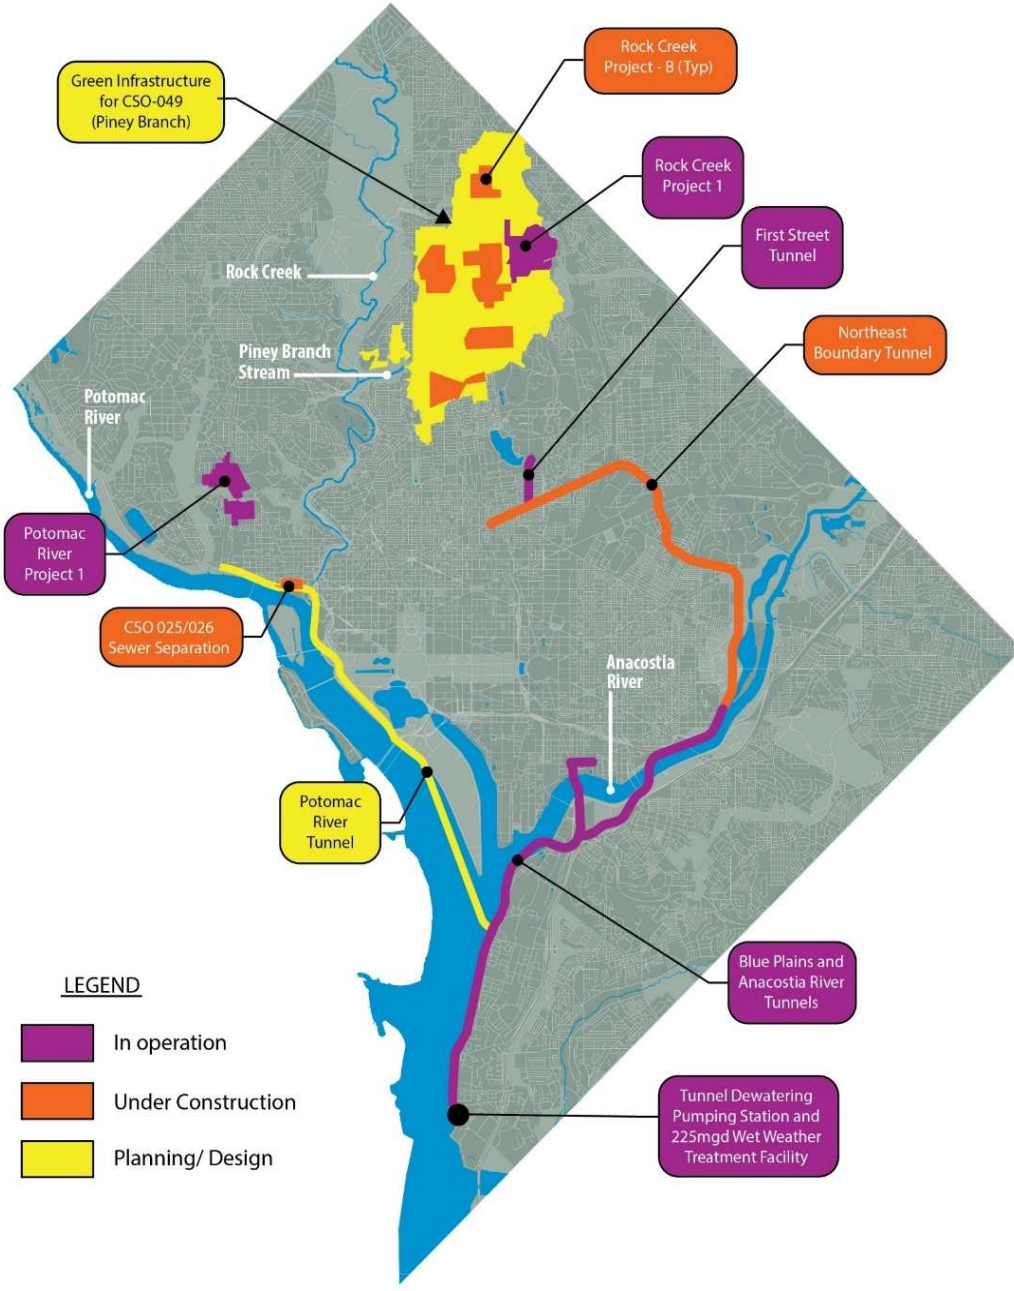 Rock Creek
Project - B (Typ)
Green Infrastructure
for CSO-049
(Piney Branch)
Rock Creek
Project 1
First Street
Tunnel
Rock Creek
Northeast
Boundary Tunnel
Piney Branch
Stream
Potomac
River
Potomac
River
Project 1
CSO 025/026
Sewer Separation
Anacostia
River
Potomac
River
Tunnel
Blue Plains and
Anacostia River
Tunnels
LEGEND
In operation
Under Construction
Planning/ Design
Tunnel Dewatering
Pumping Station and
225mgd Wet Weather
Treatment Facility